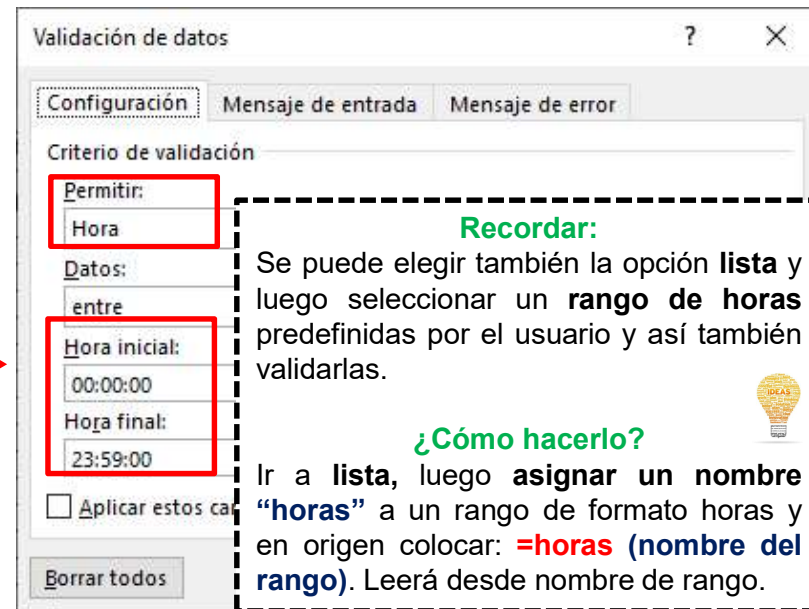 Validación de datos
?
Configuración
Mensaje de entrada
Mensaje de error
Criterio de validación
Permitir:
Hora
Datos:
entre
Hora inicial:
00:00:00
Hora final:
23:59:00
Aplicar estos
Borrar todos
Recordar:
Se puede elegir también la opción lista y
luego seleccionar un rango de horas
predefinidas por el usuario y así también
validarlas.
IDEAS
¿Cómo hacerlo?
Ir a lista, luego asignar un nombre
“horas” a un rango de formato horas y
en origen colocar: =horas (nombre del
rango). Leerá desde nombre de rango.